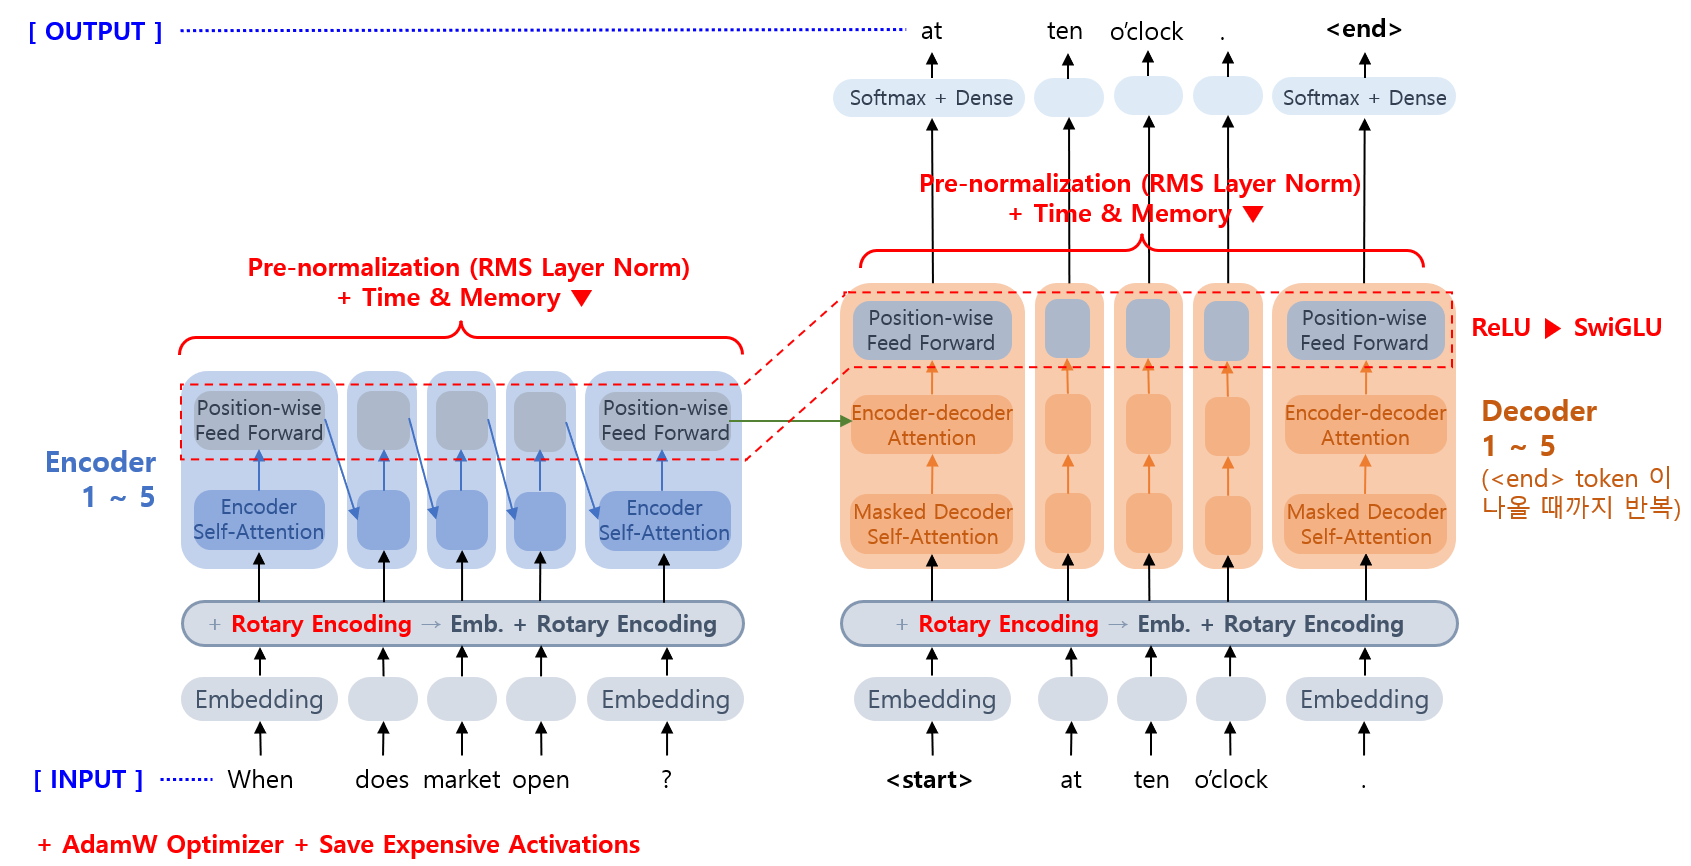 [ OUTPUT ]
at ten o'clock . <end>
Softmax + Dense
Softmax + Dense
Pre-normalization (RMS Layer Norm)
+ Time & Memory ▼
Pre-normalization (RMS Layer Norm)
+ Time & Memory ▼
Position-wise
Feed Forward
Position-wise
Feed Forward
ReLU ▶ SwiGLU
Position-wise
Feed Forward
Position-wise
Feed Forward
Encoder-decoder
Attention
Encoder-decoder
Attention
Decoder
1 ~ 5
(<end> token 이
나올 때까지 반복)
Encoder
1 ~ 5
Encoder
Self-Attention
Encoder
Self-Attention
Masked Decoder
Self-Attention
Masked Decoder
Self-Attention
+ Rotary Encoding → Emb. + Rotary Encoding
+ Rotary Encoding → Emb. + Rotary Encoding
Embedding
Embedding
Embedding
Embedding
[ INPUT ]
When does market open ?
<start> at ten o'clock .
+ AdamW Optimizer + Save Expensive Activations